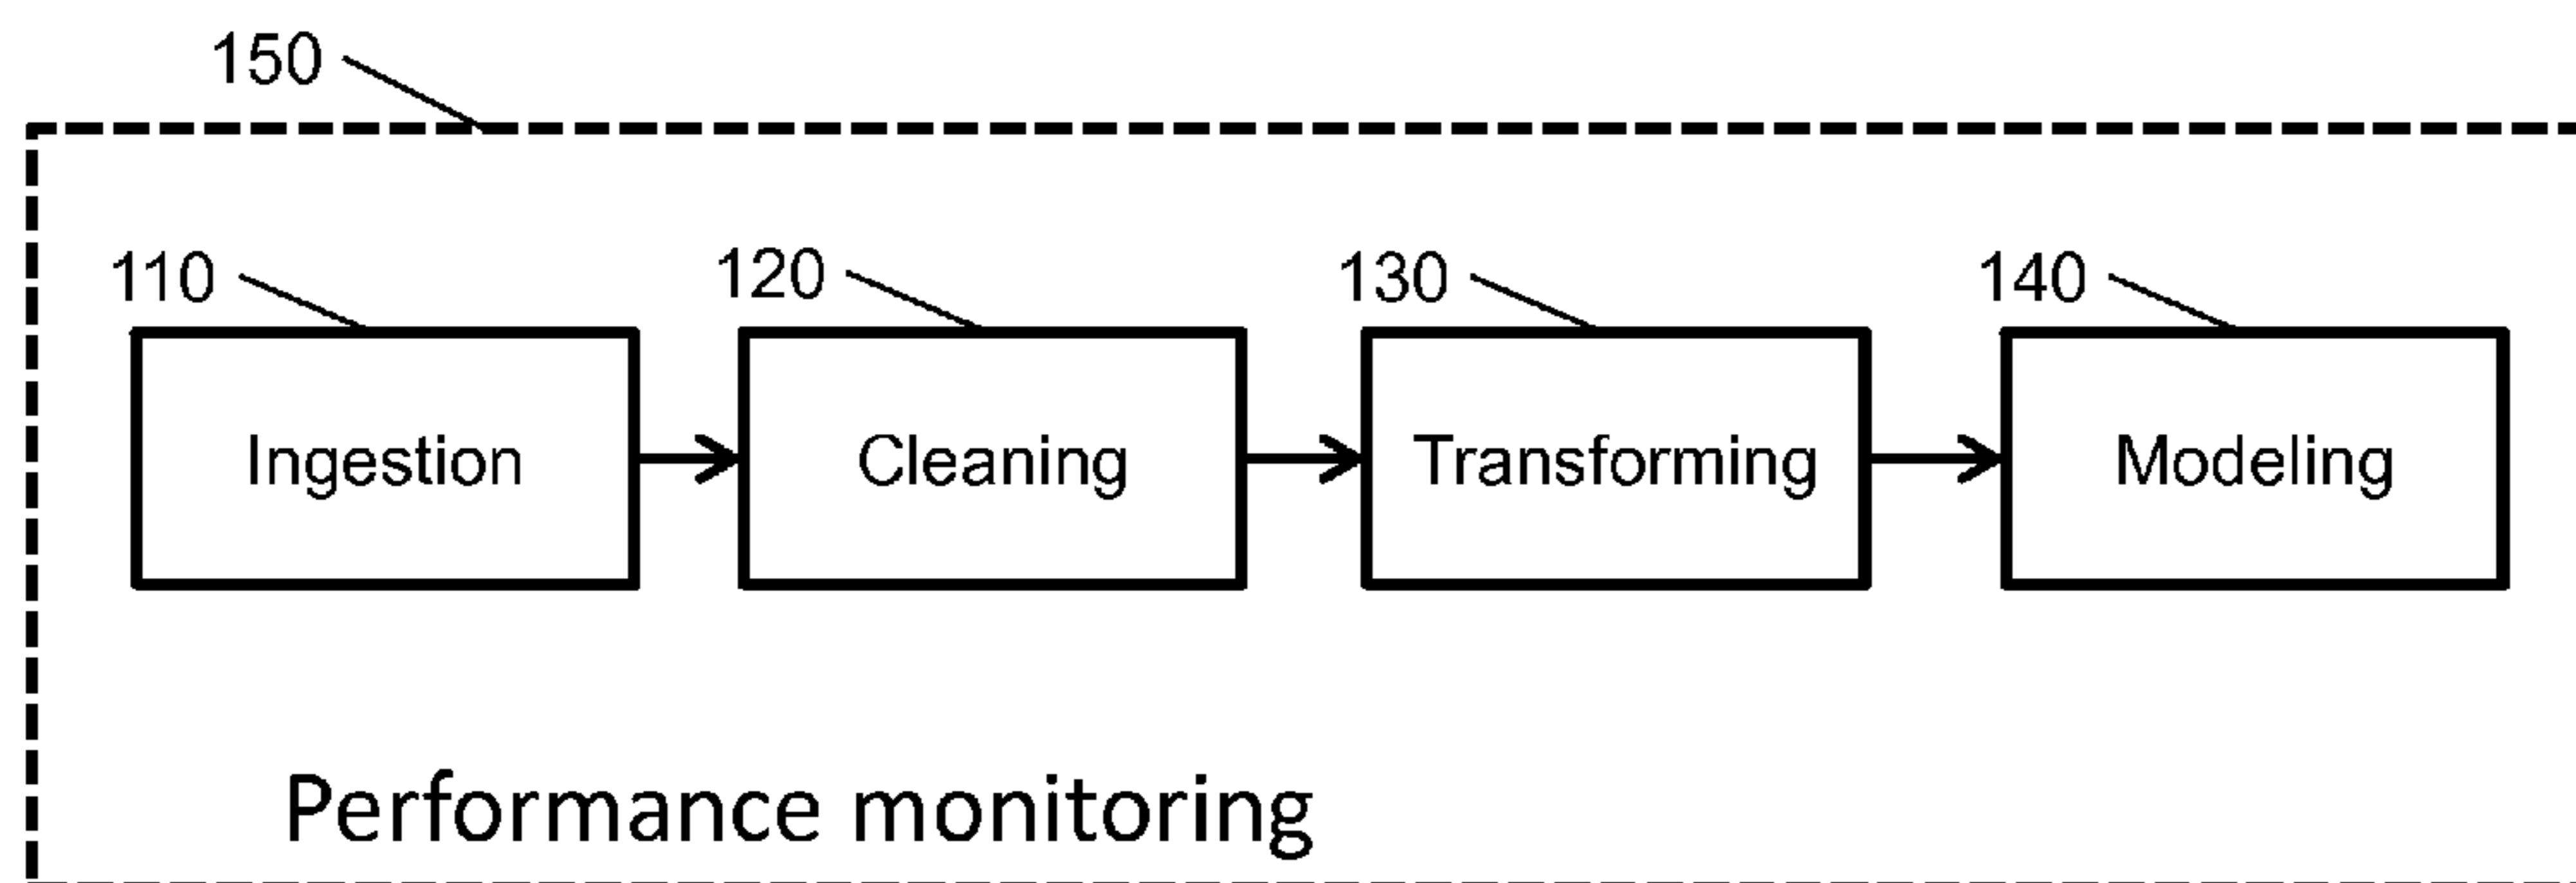 150
110
120
130
140
Ingestion
Cleaning
Transforming
Modeling
Performance monitoring